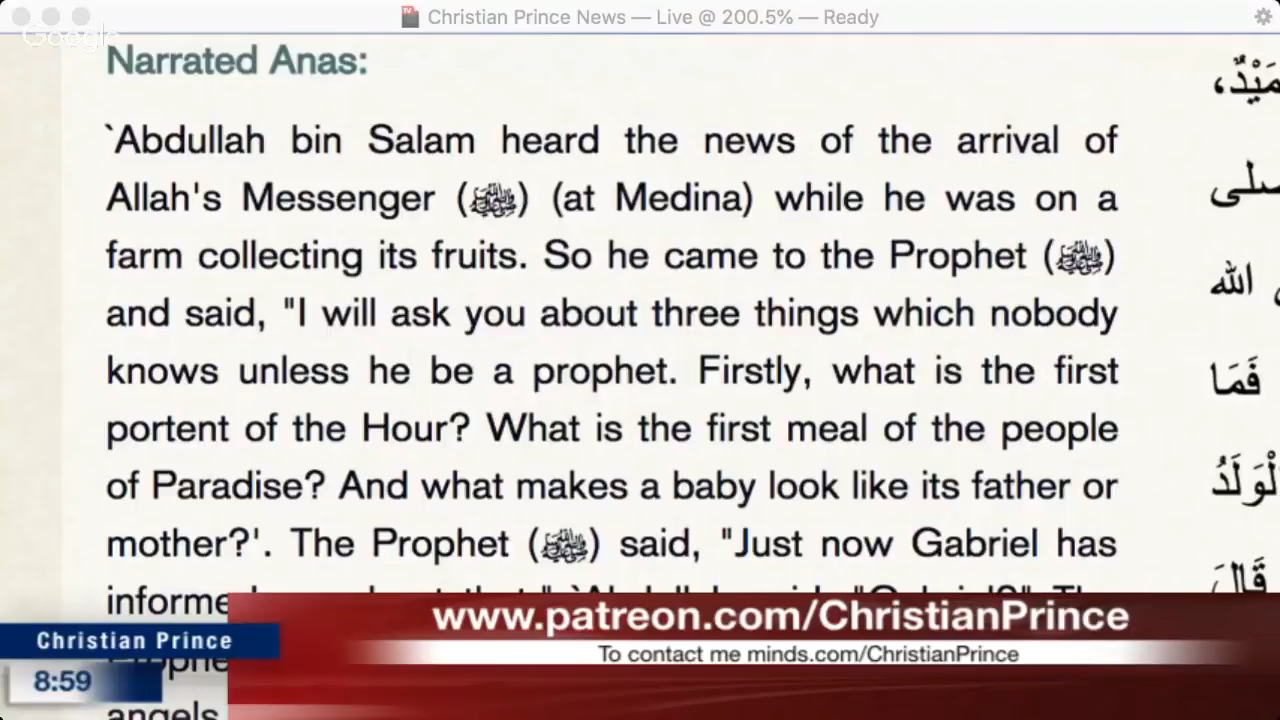 Christian Prince News — Live @ 200.5% — Ready
Google
Narrated Anas:
`Abdullah bin Salam heard the news of the arrival of
Allah's Messenger (ﷺ) (at Medina) while he was on a
farm collecting its fruits. So he came to the Prophet (ﷺ)
and said, "I will ask you about three things which nobody
knows unless he be a prophet. Firstly, what is the first
portent of the Hour? What is the first meal of the people
of Paradise? And what makes a baby look like its father or
mother?'. The Prophet (ﷺ) said, "Just now Gabriel has
angels
الله
فَمَا
قَالَ
www.patreon.com/ChristianPrince
Christian Prince
To contact me minds.com/ChristianPrince
8:59